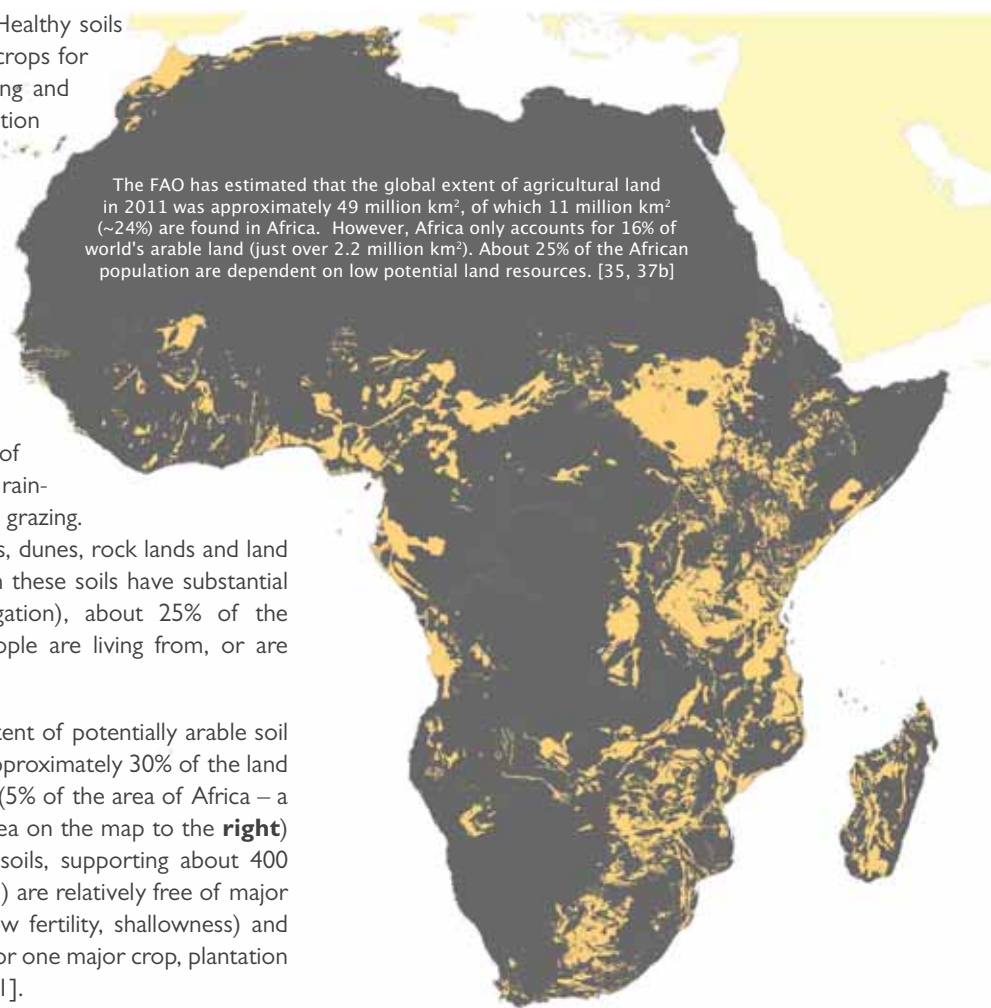 Healthy soils
crops for
ng and
tion
The FAO has estimated that the global extent of agricultural land
in 2011 was approximately 49 million km², of which 11 million km²
(~24%) are found in Africa. However, Africa only accounts for 16% of
world's arable land (just over 2.2 million km²). About 25% of the African
population are dependent on low potential land resources. [35, 37b]
of
rain-
grazing.
s, dunes, rock lands and land
n these soils have substantial
gation), about 25% of the
ople are living from, or are
tent of potentially arable soil
pproximately 30% of the land
(5% of the area of Africa – a
ea on the map to the right)
soils, supporting about 400
) are relatively free of major
w fertility, shallowness) and
or one major crop, plantation
l].